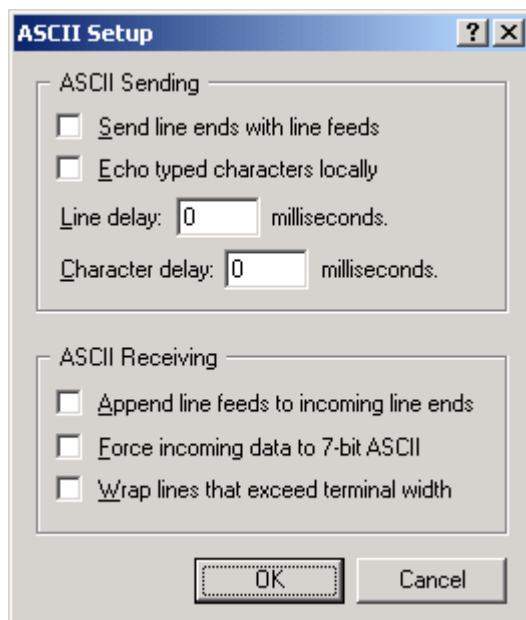 ASCII Setup
ASCII Sending
Send line ends with line feeds
Echo typed characters locally
Line delay: 0 milliseconds.
Character delay: 0 milliseconds.
ASCII Receiving
Append line feeds to incoming line ends
Force incoming data to 7-bit ASCII
Wrap lines that exceed terminal width
OK Cancel